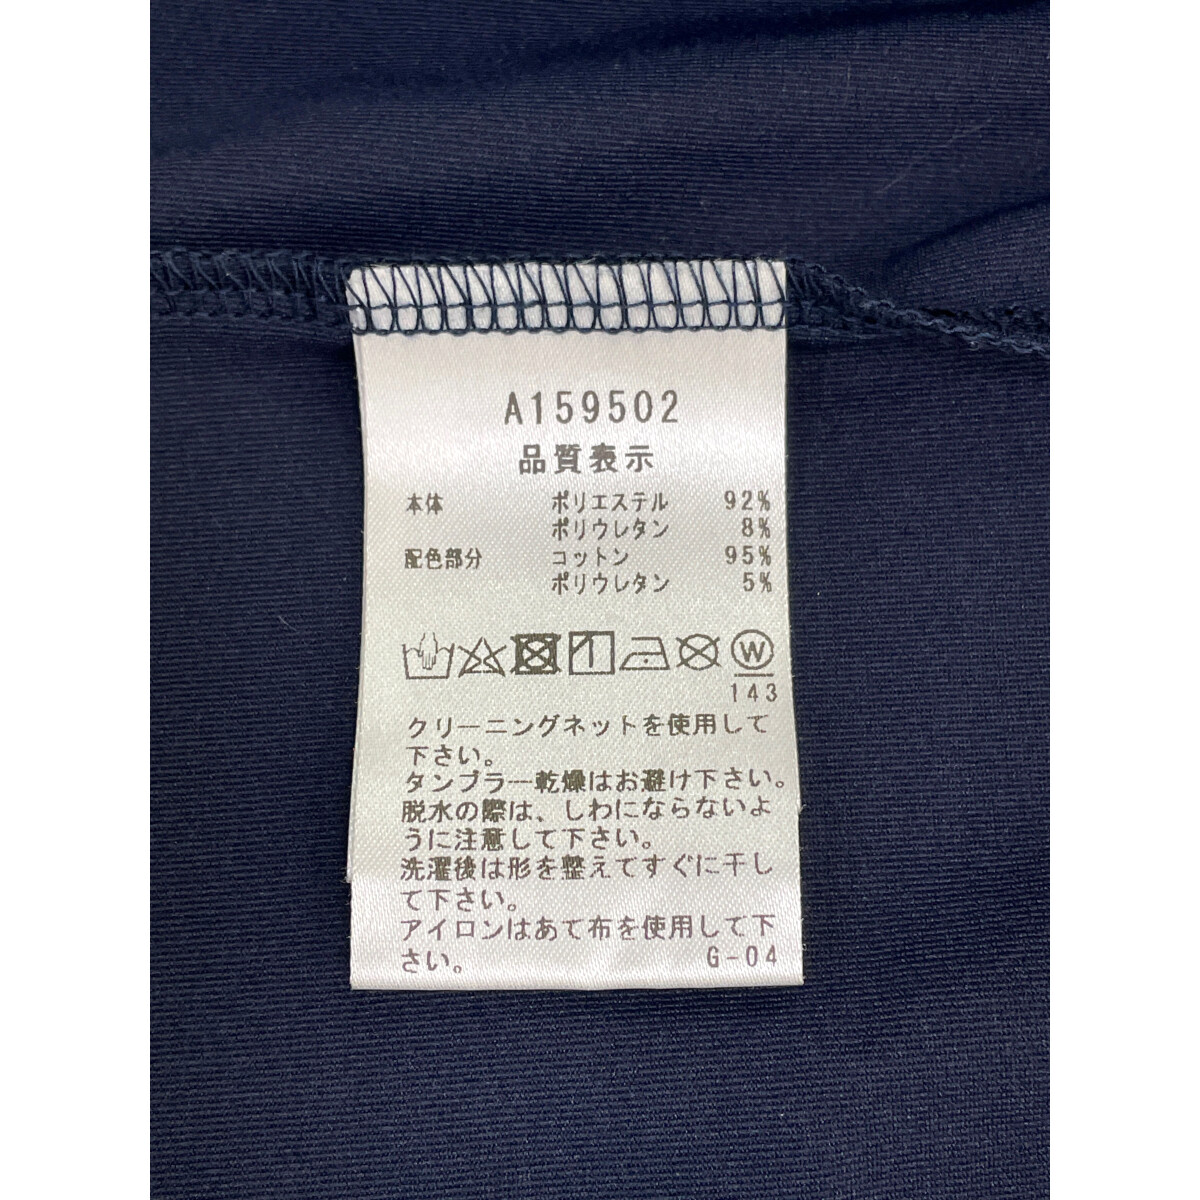 A159502
品質表示
本体 ポリエステル 92%
ポリウレタン 8%
配色部分 コットン 95%
ポリウレタン 5%
W
143
クリーニングネットを使用して
下さい。
タンブラー乾燥はお避け下さい。
脱水の際は、しわにならないよ
うに注意して下さい。
洗濯後は形を整えてすぐに干し
て下さい。
アイロンはあて布を使用して下
さい。 G-04